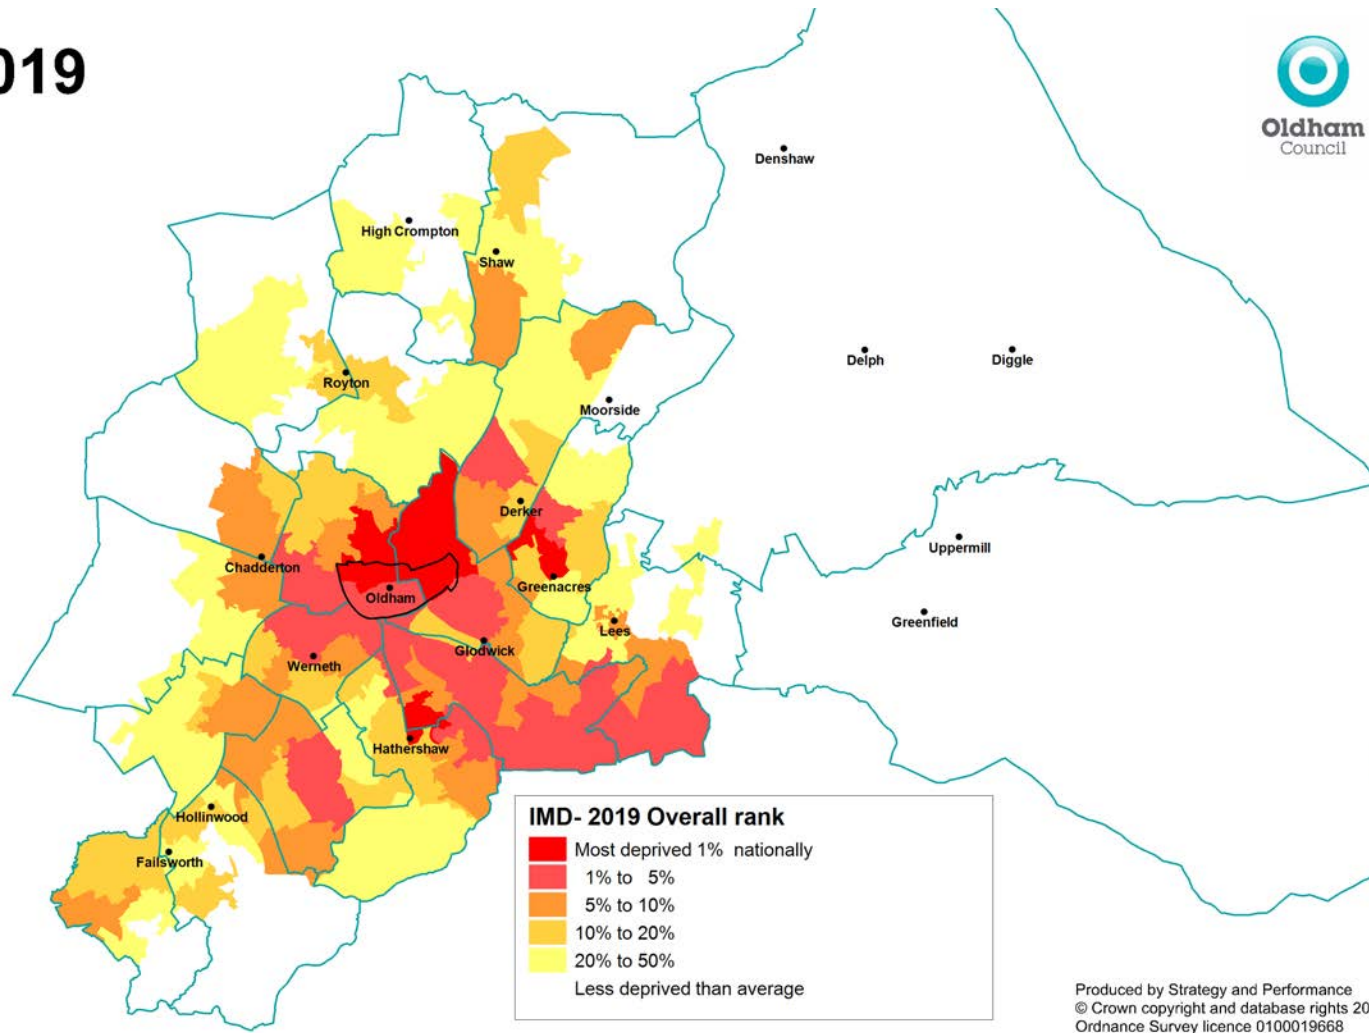 019
Oldham
Council
Denshaw
High Crompton
Shaw
Delph
Diggle
Royton
Moorside
Derker
Uppermill
Chadderton
Greenacres
Oldham
Greenfield
Lees
Glodwick
Werneth
Hathershaw
Hollinwood
Failsworth
IMD- 2019 Overall rank
Most deprived 1% nationally
1% to 5%
5% to 10%
10% to 20%
20% to 50%
Less deprived than average
Produced by Strategy and Performance
© Crown copyright and database rights 20
Ordnance Survey licence 0100019668